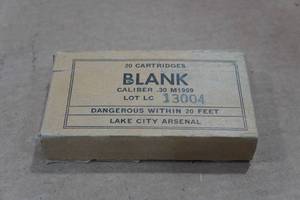 20 CARTRIDGES
BLANK
CALIBER .30 M1909
LOT LC 13004
DANGEROUS WITHIN 20 FEET
LAKE CITY ARSENAL